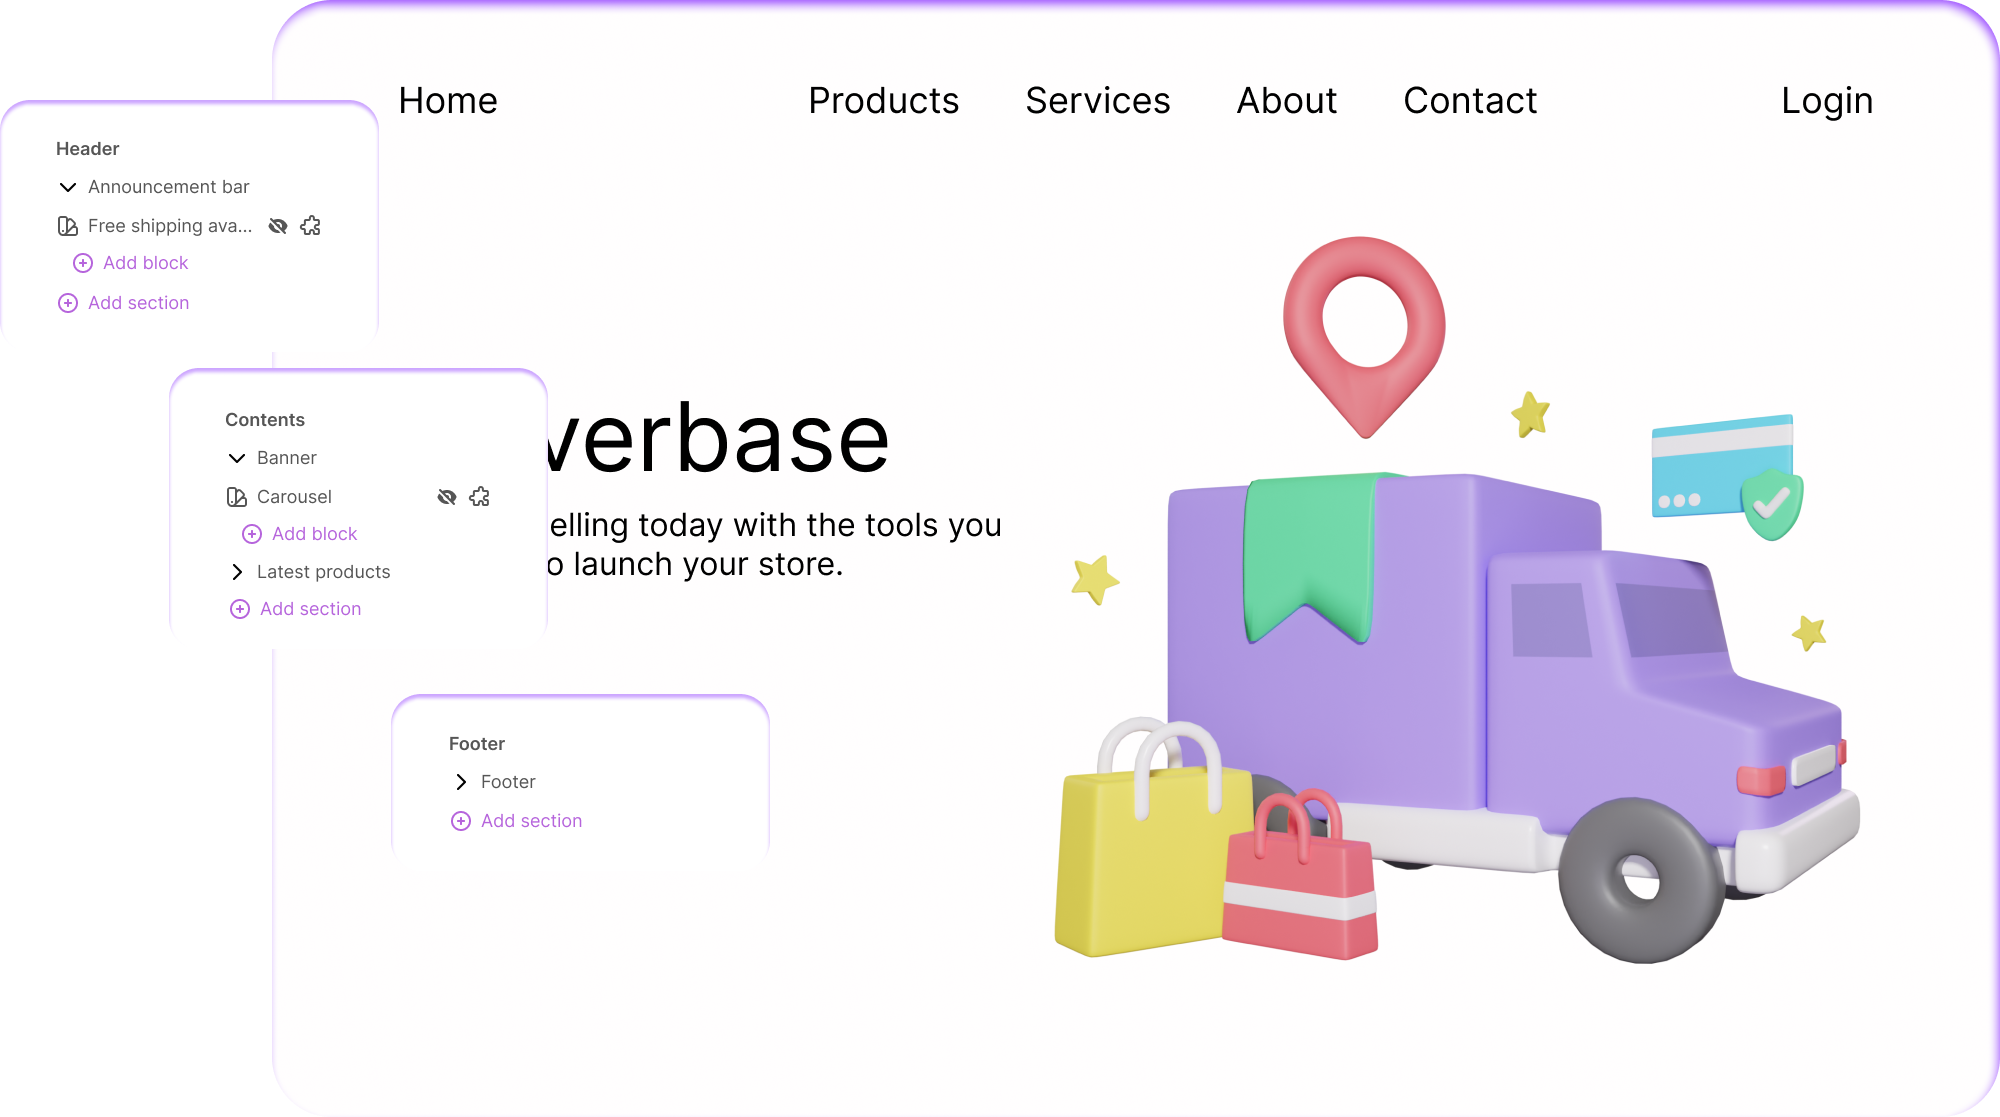 Home Products Services About Contact Login
Header
Announcement bar
Free shipping ava...
Add block
Add section
Contents
Banner
Carousel
Add block
Latest products
Add section
verbase
elling today with the tools you
o launch your store.
Footer
Footer
Add section